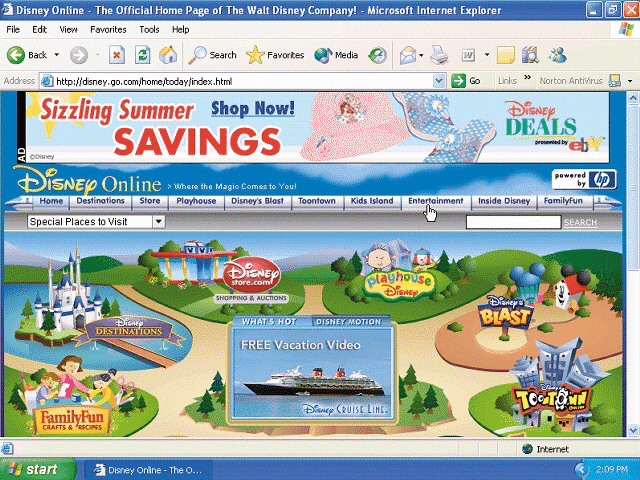 Disney Online - The Official Home Page of The Walt Disney Company! - Microsoft Internet Explorer
File Edit View Favorites Tools Help
Back Search Favorites Media
Address http://disney.go.com/home/today/index.html Go Links » Norton AntiVirus
Sizzling Summer
SAVINGS
Shop Now!
Disney
DEALS
presented by ebY
AD
©Disney
Disney Online > Where the Magic Comes to You!
powered by hp
Home Destinations Store Playhouse Disney's Blast Toontown Kids Island Entertainment Inside Disney FamilyFun
Special Places to Visit
SEARCH
Disney
store.com
SHOPPING & AUCTIONS
Playhouse
Disney
Disney
DESTINATIONS
Disney's
BLAST
WHAT'S HOT DISNEY MOTION
FREE Vacation Video
Disney CRUISE LINE
FamilyFun
CRAFTS & RECIPES
Disney's
TOONTOWN
ONLINE
Internet
start
Disney Online - The O...
2:09 PM